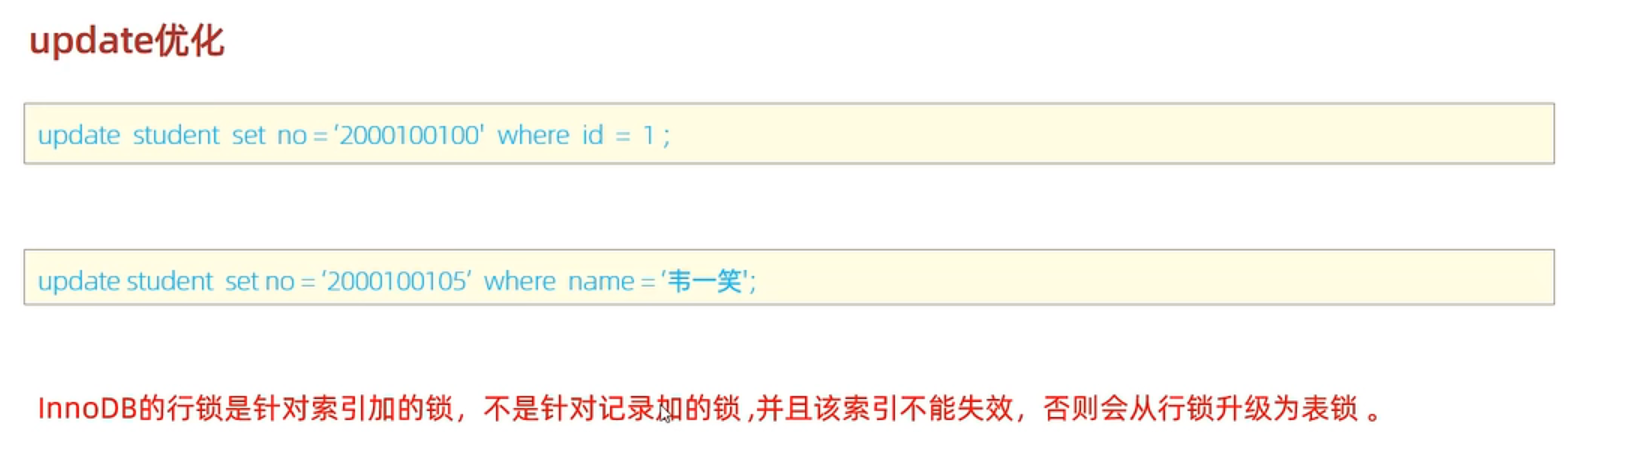 update优化
update student set no = '2000100100' where id = 1 ;
update student set no = '2000100105' where name = '韦一笑';
InnoDB的行锁是针对索引加的锁，不是针对记录加的锁 ,并且该索引不能失效，否则会从行锁升级为表锁 。